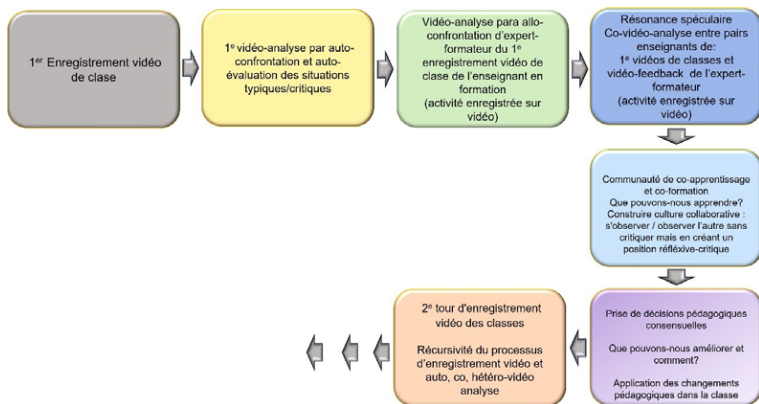 1er Enregistrement vidéo
de clase
1e vidéo-analyse par auto-
confrontation et auto-
évaluation des situations
typiques/critiques
Vidéo-analyse para allo-
confrontation d'expert-
formateur du 1e
enregistrement vidéo de
clase de l'enseignant en
formation
(activité enregistrée sur
vidéo)
Résonance spéculaire
Co-vidéo-analyse entre pairs
enseignants de:
1e vidéos de classes et
vidéo-feedback de l'expert-
formateur
(activité enregistrée sur
vidéo)
Communauté de co-apprentissage
et co-formation
Que pouvons-nous apprendre?
Construire culture collaborative :
s'observer / observer l'autre sans
critiquer mais en créant un
position réfléxive-critique
Prise de décisions pédagogiques
consensuelles
Que pouvons-nous améliorer et
comment?
Application des changements
pédagogiques dans la classe
2e tour d'enregistrement
vidéo des classes
Récursivité du processus
d'enregistrement vidéo et
auto, co, hétéro-vidéo
analyse